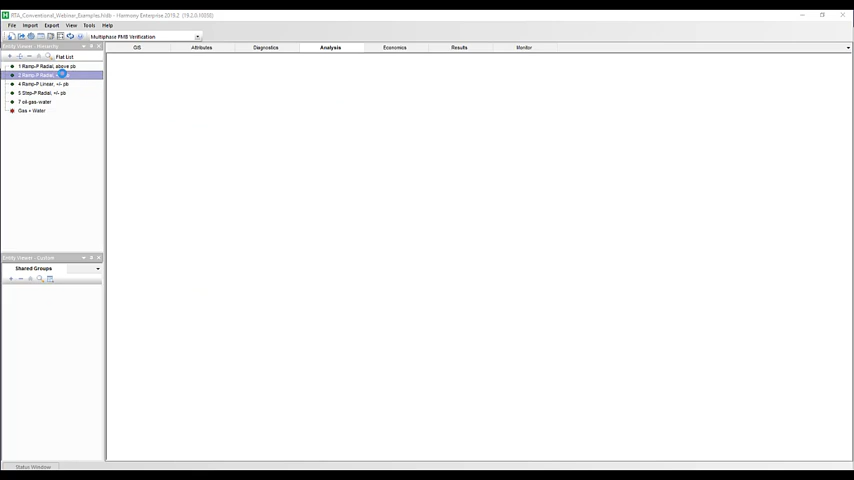 RTA_Conventional_Webinar_Examples.hldb - Harmony Enterprise 2019.2 (19.2.0.10030)
File Import Export View Tools Help
Multiphase FMB Verification
Entity Viewer - Hierarchy
Flat List
1 Ramp-P Radial, above pb
2 Ramp-P Radial,
4 Ramp-P Linear, +/- pb
5 Step-P Radial, +/- pb
7 oil-gas-water
Gas + Water
GIS Attributes Diagnostics Analysis Economics Results Monitor
Entity Viewer - Custom
Shared Groups
Status Window